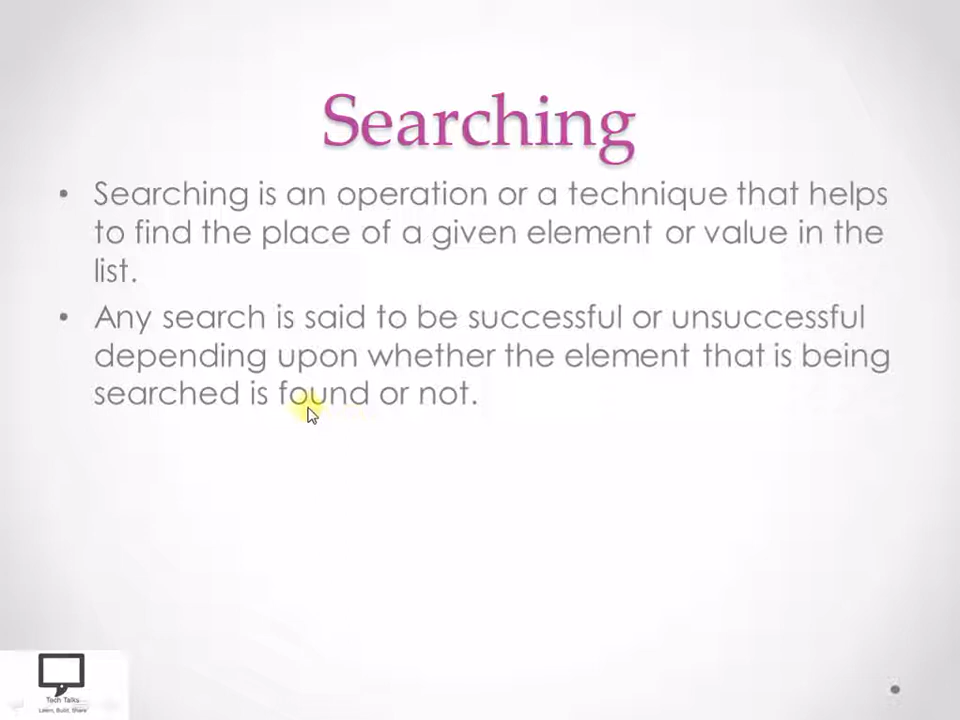 Searching
• Searching is an operation or a technique that helps
to find the place of a given element or value in the
list.
• Any search is said to be successful or unsuccessful
depending upon whether the element that is being
searched is found or not.
Tech Talks
Learn, Build, Share